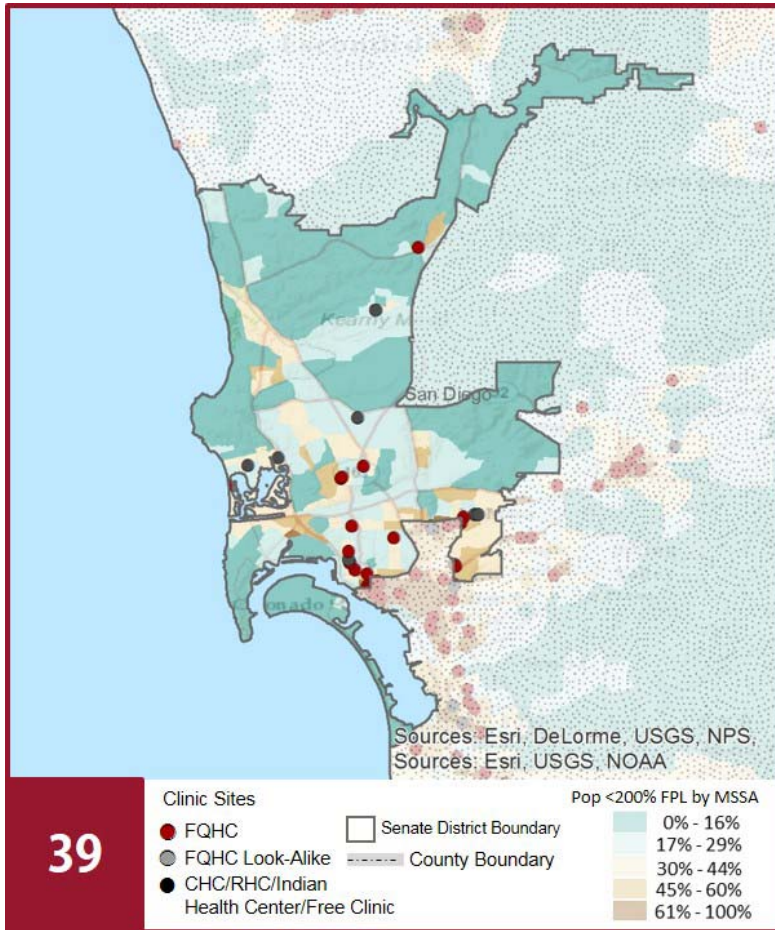 Kearny M
San Diego
Sources: Esri, DeLorme, USGS, NPS,
Sources: Esri, USGS, NOAA
39
Clinic Sites
FQHC
FQHC Look-Alike
CHC/RHC/Indian
Health Center/Free Clinic
Senate District Boundary
County Boundary
Pop <200% FPL by MSSA
0% - 16%
17% - 29%
30% - 44%
45% - 60%
61% - 100%